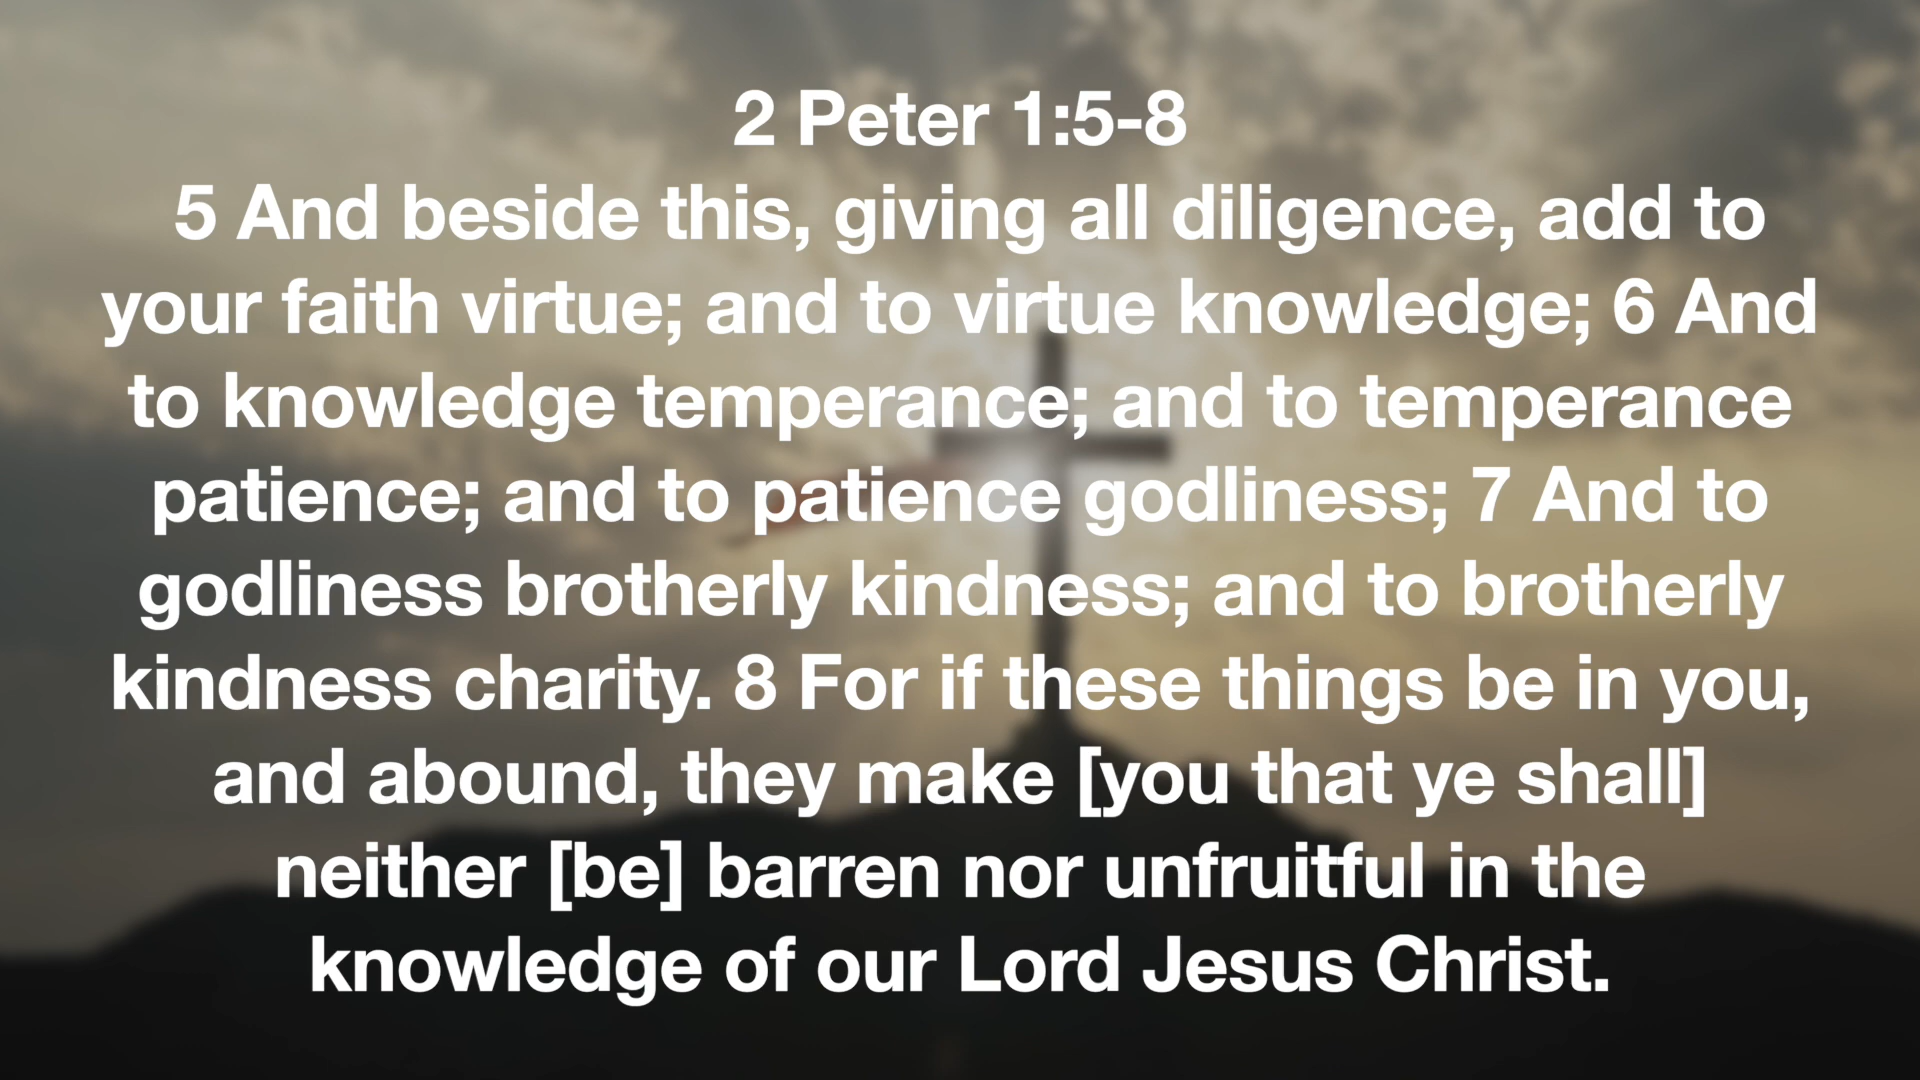 2 Peter 1:5-8
5 And beside this, giving all diligence, add to
your faith virtue; and to virtue knowledge; 6 And
to knowledge temperance; and to temperance
patience; and to patience godliness; 7 And to
godliness brotherly kindness; and to brotherly
kindness charity. 8 For if these things be in you,
and abound, they make [you that ye shall]
neither [be] barren nor unfruitful in the
knowledge of our Lord Jesus Christ.